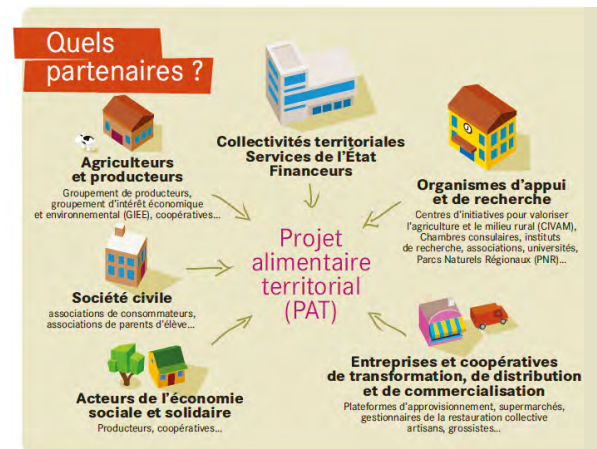 Quels
partenaires ?
Collectivités territoriales
Services de l'État
Financeurs
Agriculteurs
et producteurs
Groupement de producteurs,
groupement d'intérêt économique
et environnemental (GIEE), coopératives...
Organismes d'appui
et de recherche
Centres d'initiatives pour valoriser
l'agriculture et le milieu rural (CIVAM),
Chambres consulaires, instituts
de recherche, associations, universités,
Parcs Naturels Régionaux (PNR)...
Projet
alimentaire
territorial
(PAT)
Société civile
associations de consommateurs,
associations de parents d'élève...
Acteurs de l'économie
sociale et solidaire
Producteurs, coopératives...
Entreprises et coopératives
de transformation, de distribution
et de commercialisation
Plateformes d'approvisionnement, supermarchés,
gestionnaires de la restauration collective
artisans, grossistes...